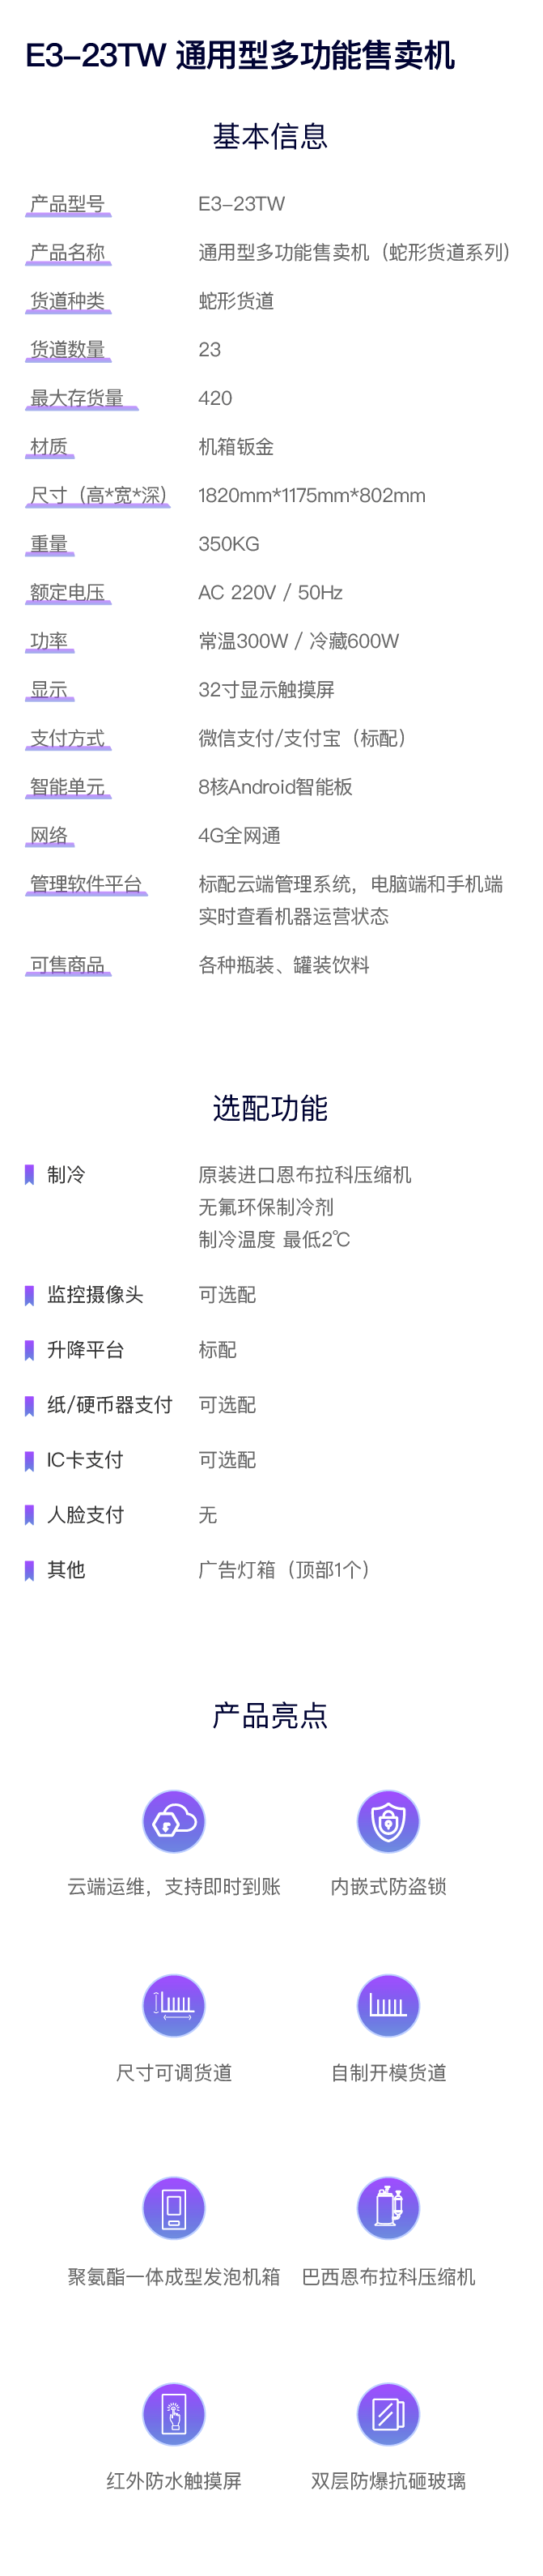 E3-23TW 通用型多功能售卖机
基本信息
产品型号 E3-23TW
产品名称 通用型多功能售卖机（蛇形货道系列）
货道种类 蛇形货道
货道数量 23
最大存货量 420
材质 机箱钣金
尺寸（高*宽*深） 1820mm*1175mm*802mm
重量 350KG
额定电压 AC 220V / 50Hz
功率 常温300W / 冷藏600W
显示 32寸显示触摸屏
支付方式 微信支付/支付宝（标配）
智能单元 8核Android智能板
网络 4G全网通
管理软件平台 标配云端管理系统，电脑端和手机端
实时查看机器运营状态
可售商品 各种瓶装、罐装饮料
选配功能
制冷 原装进口恩布拉科压缩机
无氟环保制冷剂
制冷温度 最低2℃
监控摄像头 可选配
升降平台 标配
纸/硬币器支付 可选配
IC卡支付 可选配
人脸支付 无
其他 广告灯箱（顶部1个）
产品亮点
云端运维，支持即时到账 内嵌式防盗锁
尺寸可调货道 自制开模货道
聚氨酯一体成型发泡机箱 巴西恩布拉科压缩机
红外防水触摸屏 双层防爆抗砸玻璃